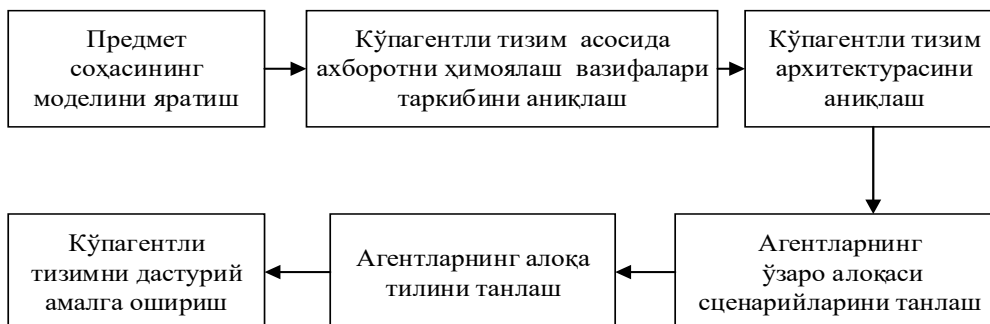 Предмет
соҳасининг
моделини яратиш
Кўпагентли тизим асосида
ахборотни ҳимоялаш вазифалари
таркибини аниқлаш
Кўпагентли тизим
архитектурасини
аниқлаш
Агентларнинг
ўзаро алоқаси
сценарийларини танлаш
Агентларнинг алоқа
тилини танлаш
Кўпагентли
тизимни дастурий
амалга ошириш